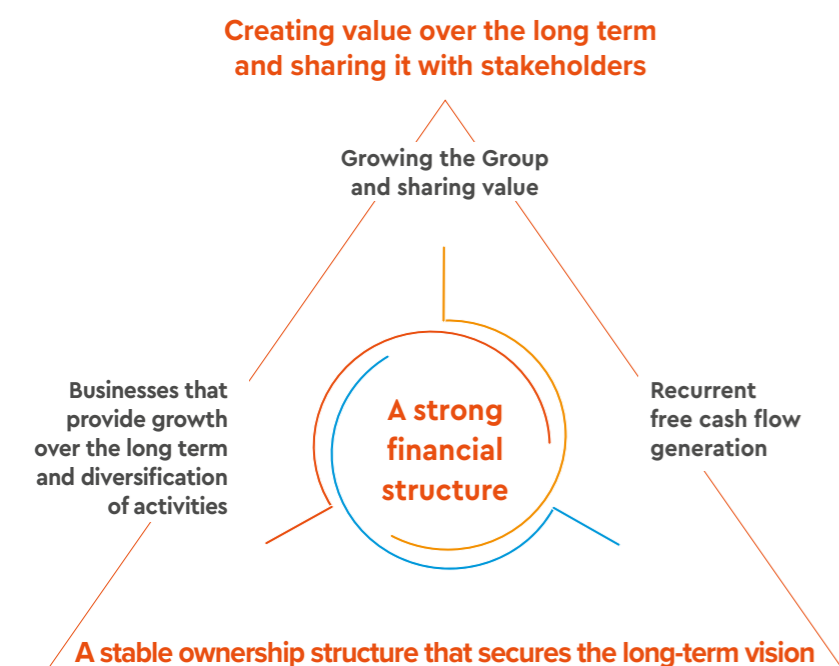 Creating value over the long term
and sharing it with stakeholders
Growing the Group
and sharing value
Businesses that
provide growth
over the long term
and diversification
of activities
A strong
financial
structure
Recurrent
free cash flow
generation
A stable ownership structure that secures the long-term vision